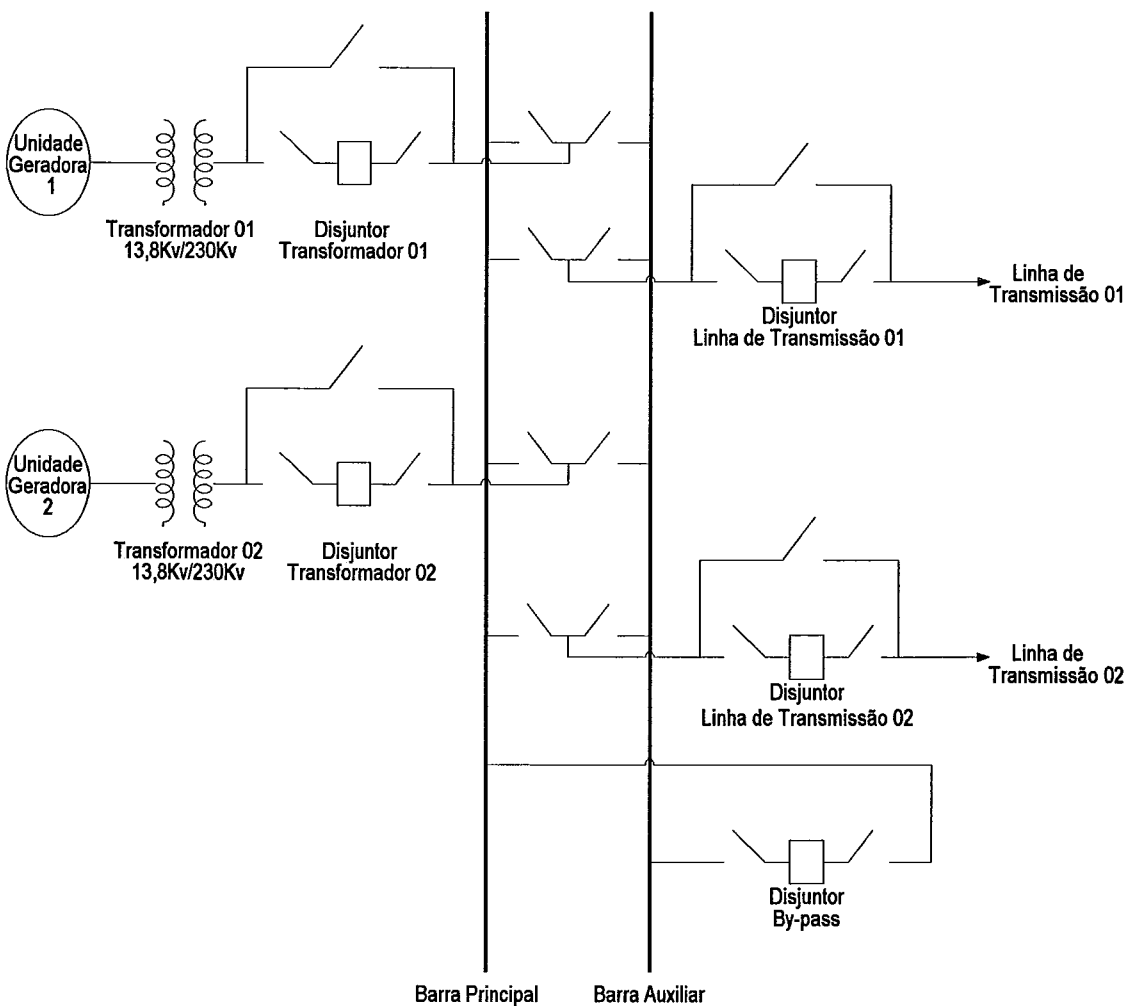 Unidade
Geradora
1
Transformador 01
13,8Kv/230Kv
Disjuntor
Transformador 01
Linha de
Transmissão 01
Disjuntor
Linha de Transmissão 01
Unidade
Geradora
2
Transformador 02
13,8Kv/230Kv
Disjuntor
Transformador 02
Linha de
Transmissão 02
Disjuntor
Linha de Transmissão 02
Disjuntor
By-pass
Barra Principal
Barra Auxiliar